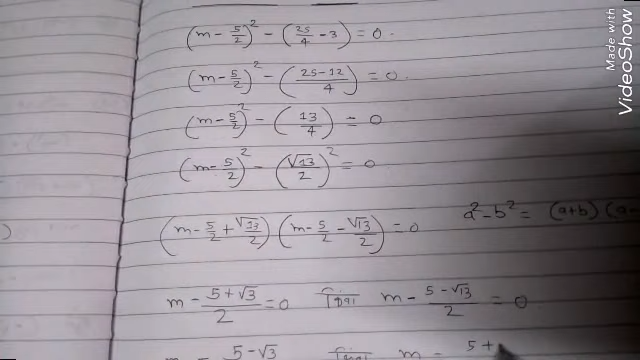 (m - 5/2)² - (25/4 - 3) = 0.
(m - 5/2)² - (25-12/4) = 0.
(m - 5/2)² - (13/4) = 0
(m - 5/2)² - (√13/2)² = 0
(m - 5/2 + √13/2) (m - 5/2 - √13/2) = 0 a² - b² = (a+b) (a-
m - 5+√3/2 = 0 m - 5-√13/2 = 0
m = 5-√3 m = 5+
Made with
VideoShow